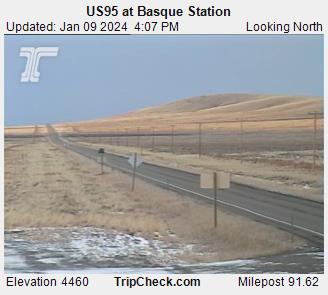 US95 at Basque Station
Updated: Jan 09 2024 4:07 PM Looking North
Elevation 4460 TripCheck.com Milepost 91.62